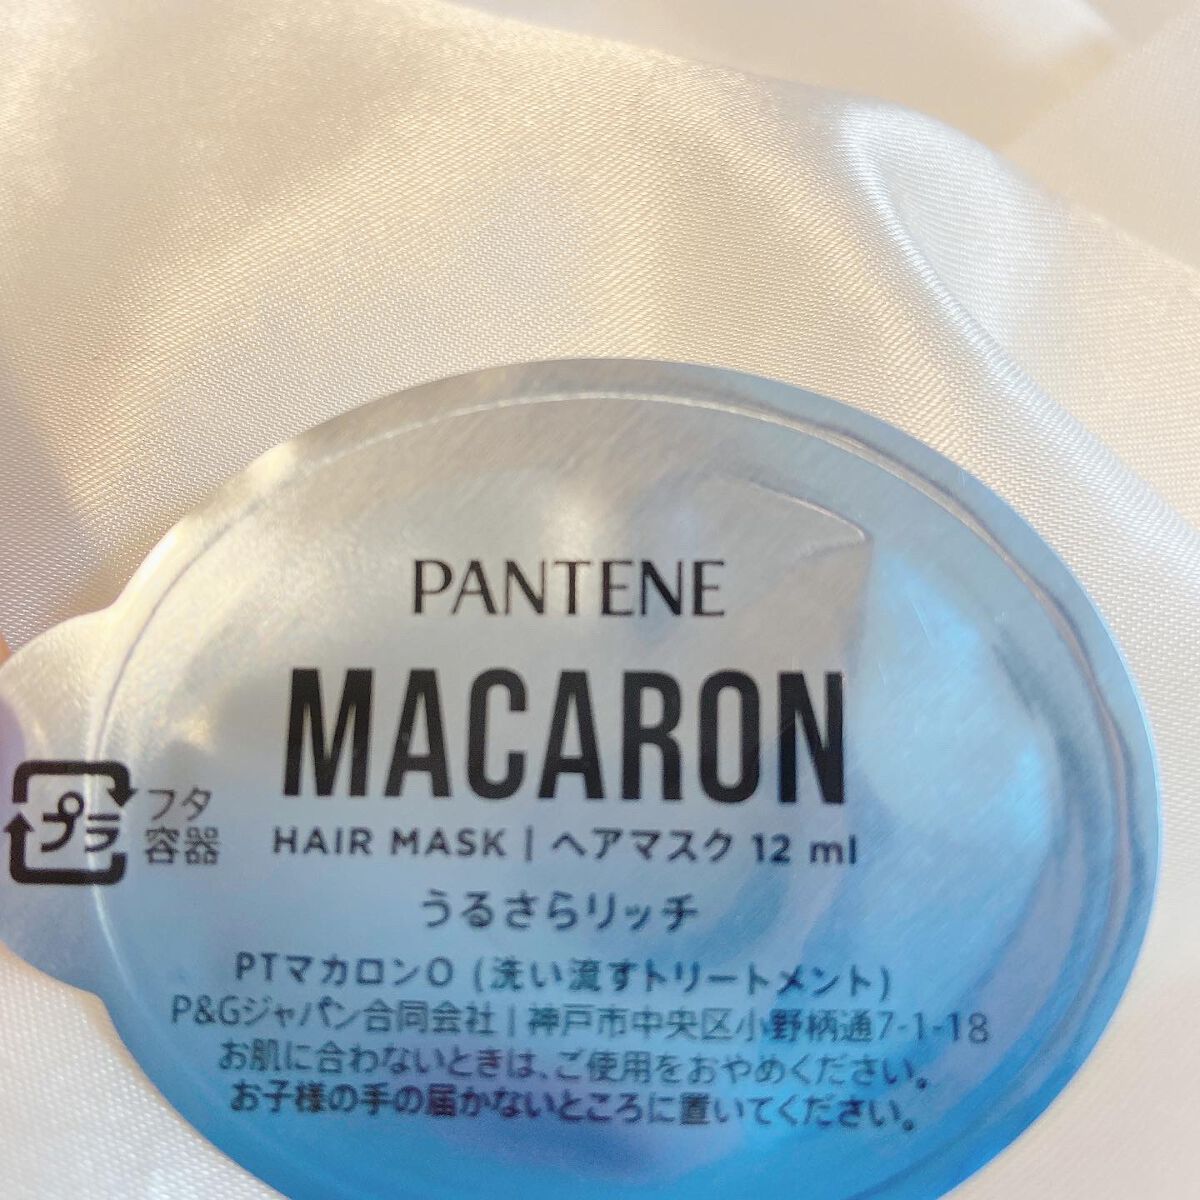 PANTENE
MACARON
HAIR MASK | ヘアマスク 12 ml
うるさらリッチ
PTマカロンO (洗い流すトリートメント)
P&Gジャパン合同会社 | 神戸市中央区小野柄通7-1-18
お肌に合わないときは、ご使用をおやめください。
お子様の手の届かないところに置いてください。
プラ
フタ
容器